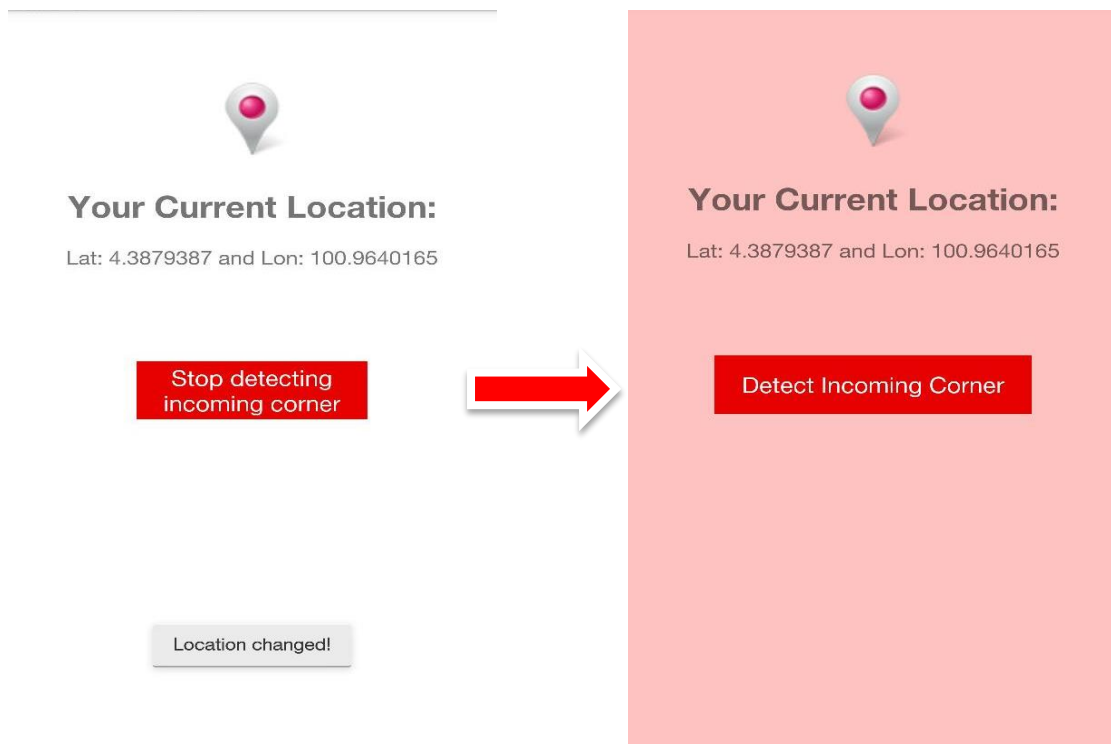 Your Current Location:
Lat: 4.3879387 and Lon: 100.9640165
Stop detecting
incoming corner
Location changed!
Your Current Location:
Lat: 4.3879387 and Lon: 100.9640165
Detect Incoming Corner